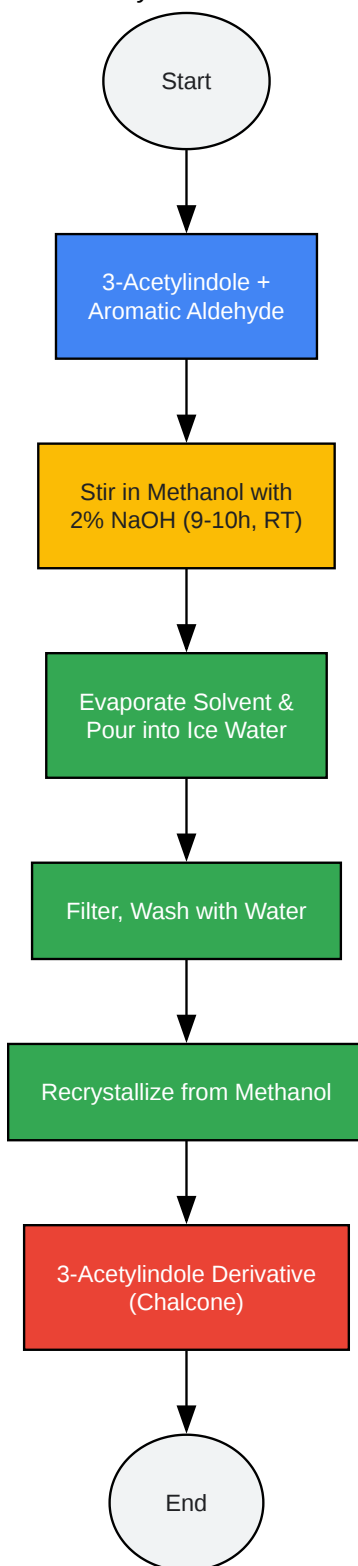 Start
3-Acetylindole +
Aromatic Aldehyde
Stir in Methanol with
2% NaOH (9-10h, RT)
Evaporate Solvent &
Pour into Ice Water
Filter, Wash with Water
Recrystallize from Methanol
3-Acetylindole Derivative
(Chalcone)
End